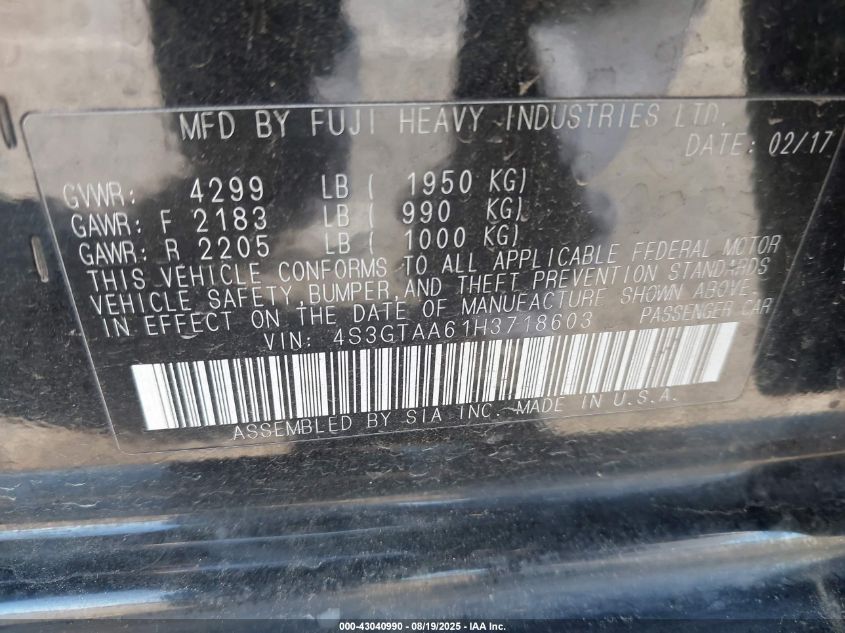 MFD BY FUJI HEAVY INDUSTRIES LTD.
DATE: 02/17
GVWR: 4299 LB ( 1950 KG)
GAWR: F 2183 LB ( 990 KG)
GAWR: R 2205 LB ( 1000 KG)
THIS VEHICLE CONFORMS TO ALL APPLICABLE FEDERAL MOTOR
VEHICLE SAFETY,BUMPER,AND THEFT PREVENTION STANDARDS
IN EFFECT ON THE DATE OF MANUFACTURE SHOWN ABOVE.
VIN: 4S3GTAA61H3718603 PASSENGER CAR
ASSEMBLED BY SIA INC. MADE IN U.S.A.
000-43040990 - 08/19/2025 - IAA Inc.